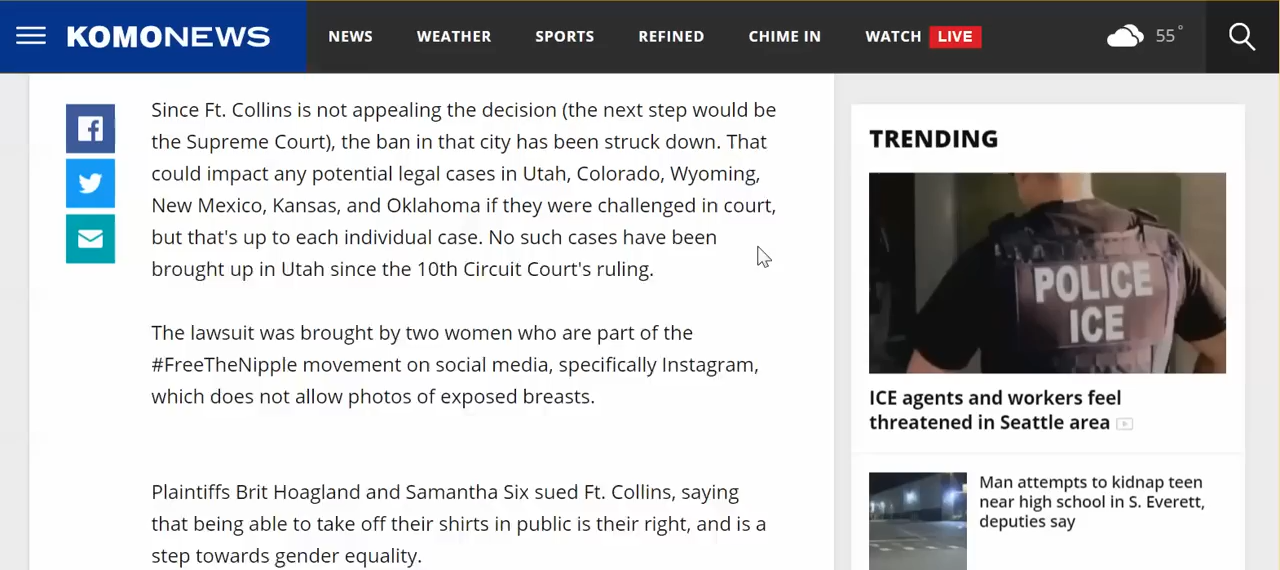 KOMONEWS
NEWS
WEATHER
SPORTS
REFINED
CHIME IN
WATCH LIVE
55°
Since Ft. Collins is not appealing the decision (the next step would be
the Supreme Court), the ban in that city has been struck down. That
could impact any potential legal cases in Utah, Colorado, Wyoming,
New Mexico, Kansas, and Oklahoma if they were challenged in court,
but that's up to each individual case. No such cases have been
brought up in Utah since the 10th Circuit Court's ruling.
The lawsuit was brought by two women who are part of the
#FreeTheNipple movement on social media, specifically Instagram,
which does not allow photos of exposed breasts.
Plaintiffs Brit Hoagland and Samantha Six sued Ft. Collins, saying
that being able to take off their shirts in public is their right, and is a
step towards gender equality.
TRENDING
POLICE
ICE
ICE agents and workers feel
threatened in Seattle area
Man attempts to kidnap teen
near high school in S. Everett,
deputies say